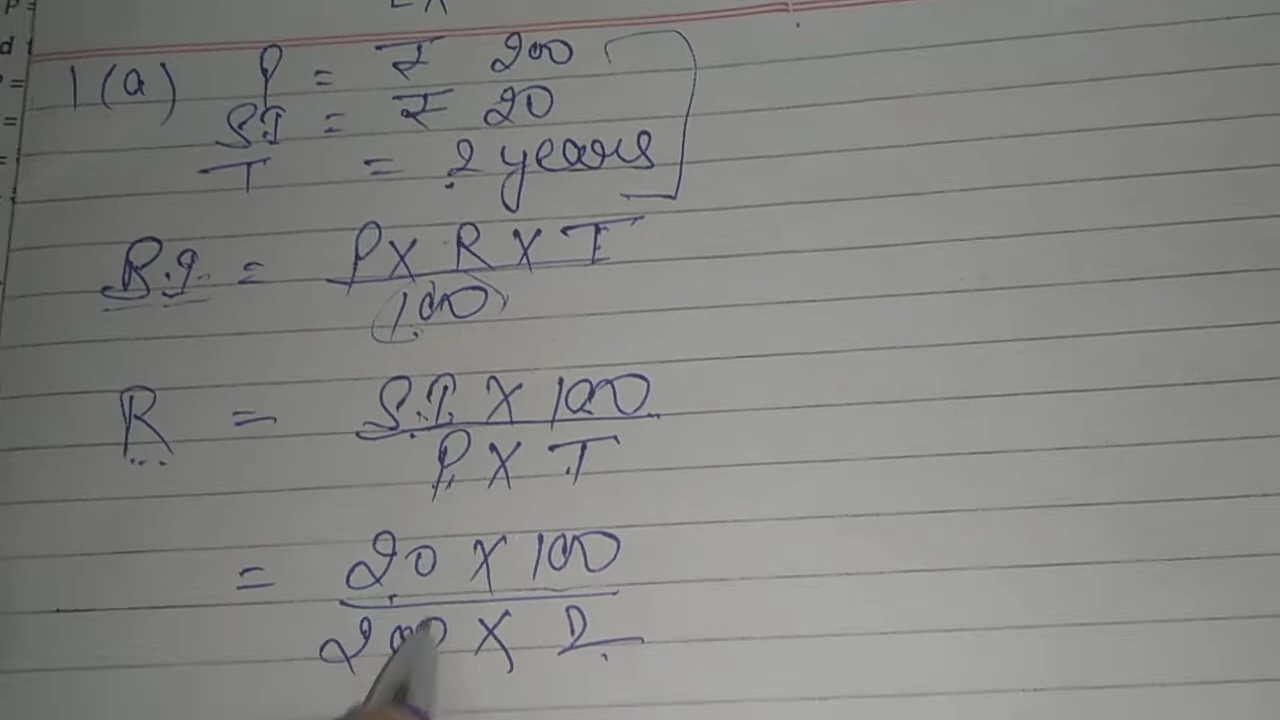 1(a) P = ₹ 200
S.I = ₹ 20
T = 2 years
S.I. = P X R X T
100
R = S.I. X 100
P X T
= 20 X 100
200 X 2